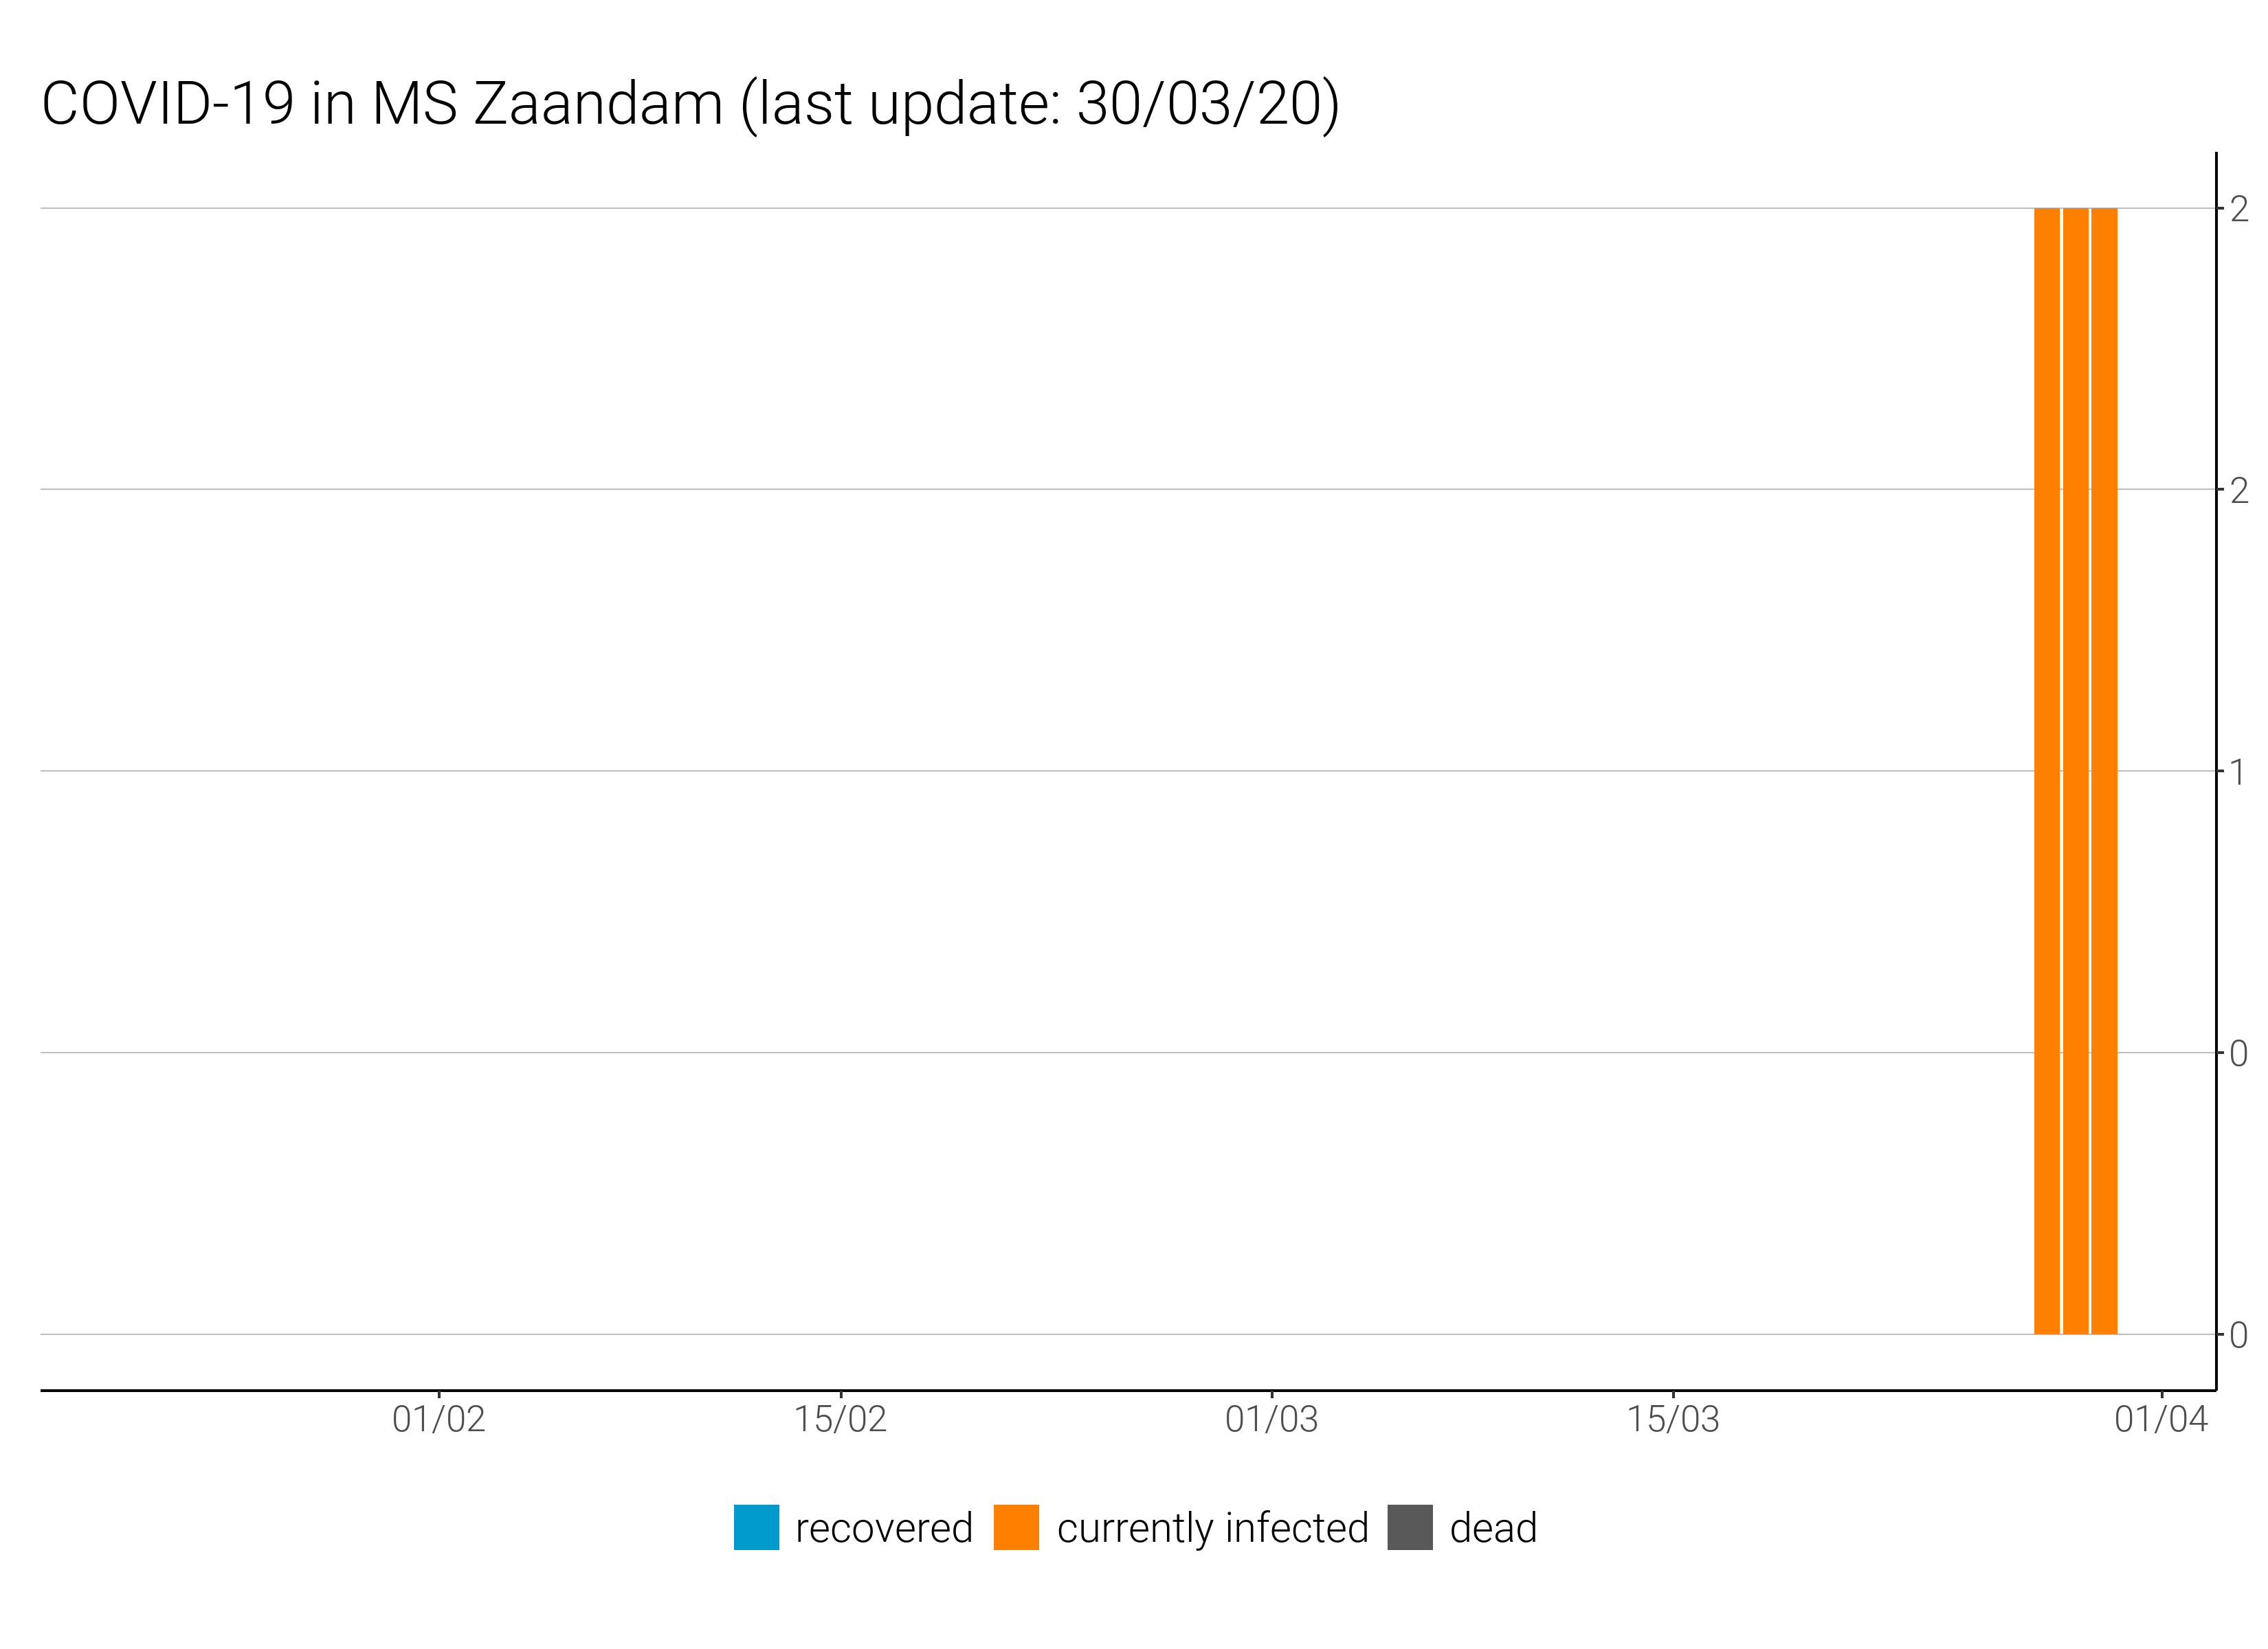 COVID-19 in MS Zaandam (last update: 30/03/20)
2
2
1
0
0
01/02 15/02 01/03 15/03 01/04
recovered currently infected dead